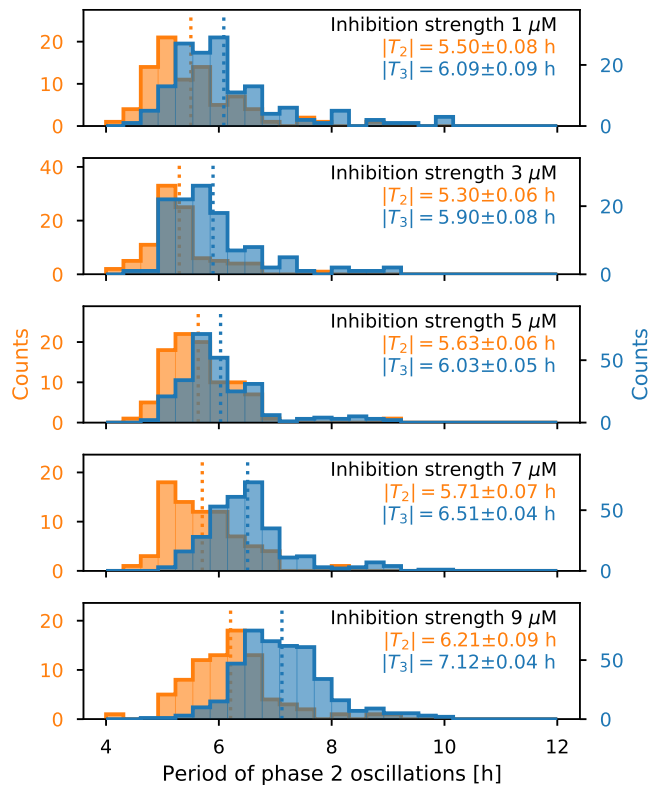 Inhibition strength 1 μM
|T₂| = 5.50±0.08 h
|T₃| = 6.09±0.09 h
20
10
0
20
0
Inhibition strength 3 μM
|T₂| = 5.30±0.06 h
|T₃| = 5.90±0.08 h
40
20
0
20
0
Inhibition strength 5 μM
|T₂| = 5.63±0.06 h
|T₃| = 6.03±0.05 h
20
10
0
50
0
Counts
Counts
Inhibition strength 7 μM
|T₂| = 5.71±0.07 h
|T₃| = 6.51±0.04 h
20
10
0
50
0
Inhibition strength 9 μM
|T₂| = 6.21±0.09 h
|T₃| = 7.12±0.04 h
20
10
0
50
0
4 6 8 10 12
Period of phase 2 oscillations [h]